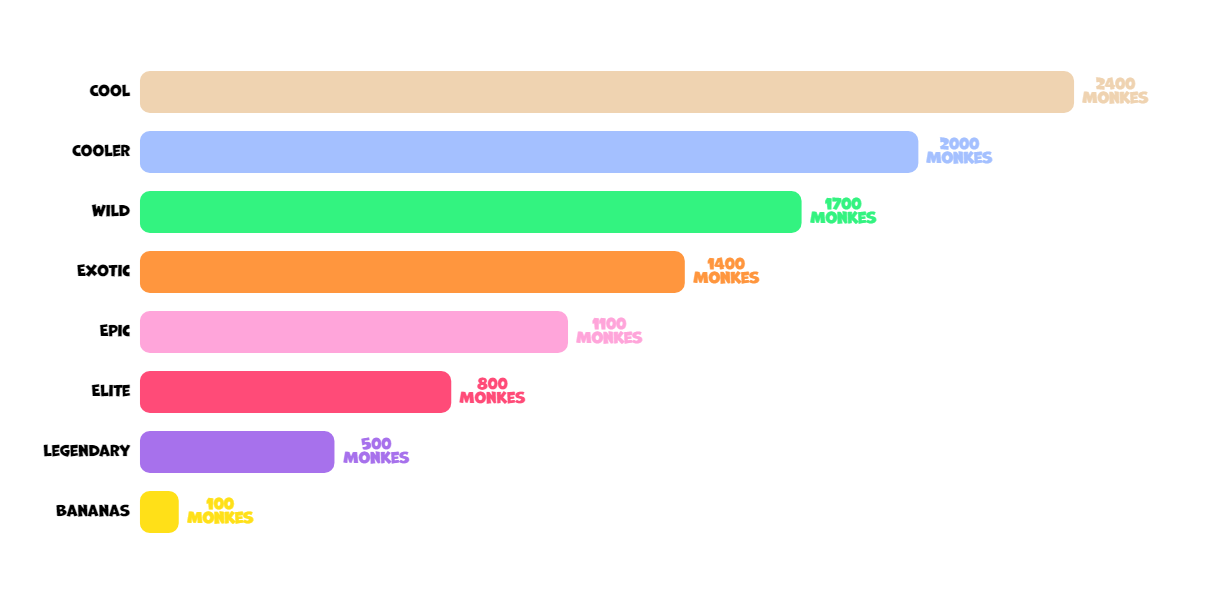 COOL
2400
MONKES
COOLER
2000
MONKES
WILD
1700
MONKES
EXOTIC
1400
MONKES
EPIC
1100
MONKES
ELITE
800
MONKES
LEGENDARY
500
MONKES
BANANAS
100
MONKES